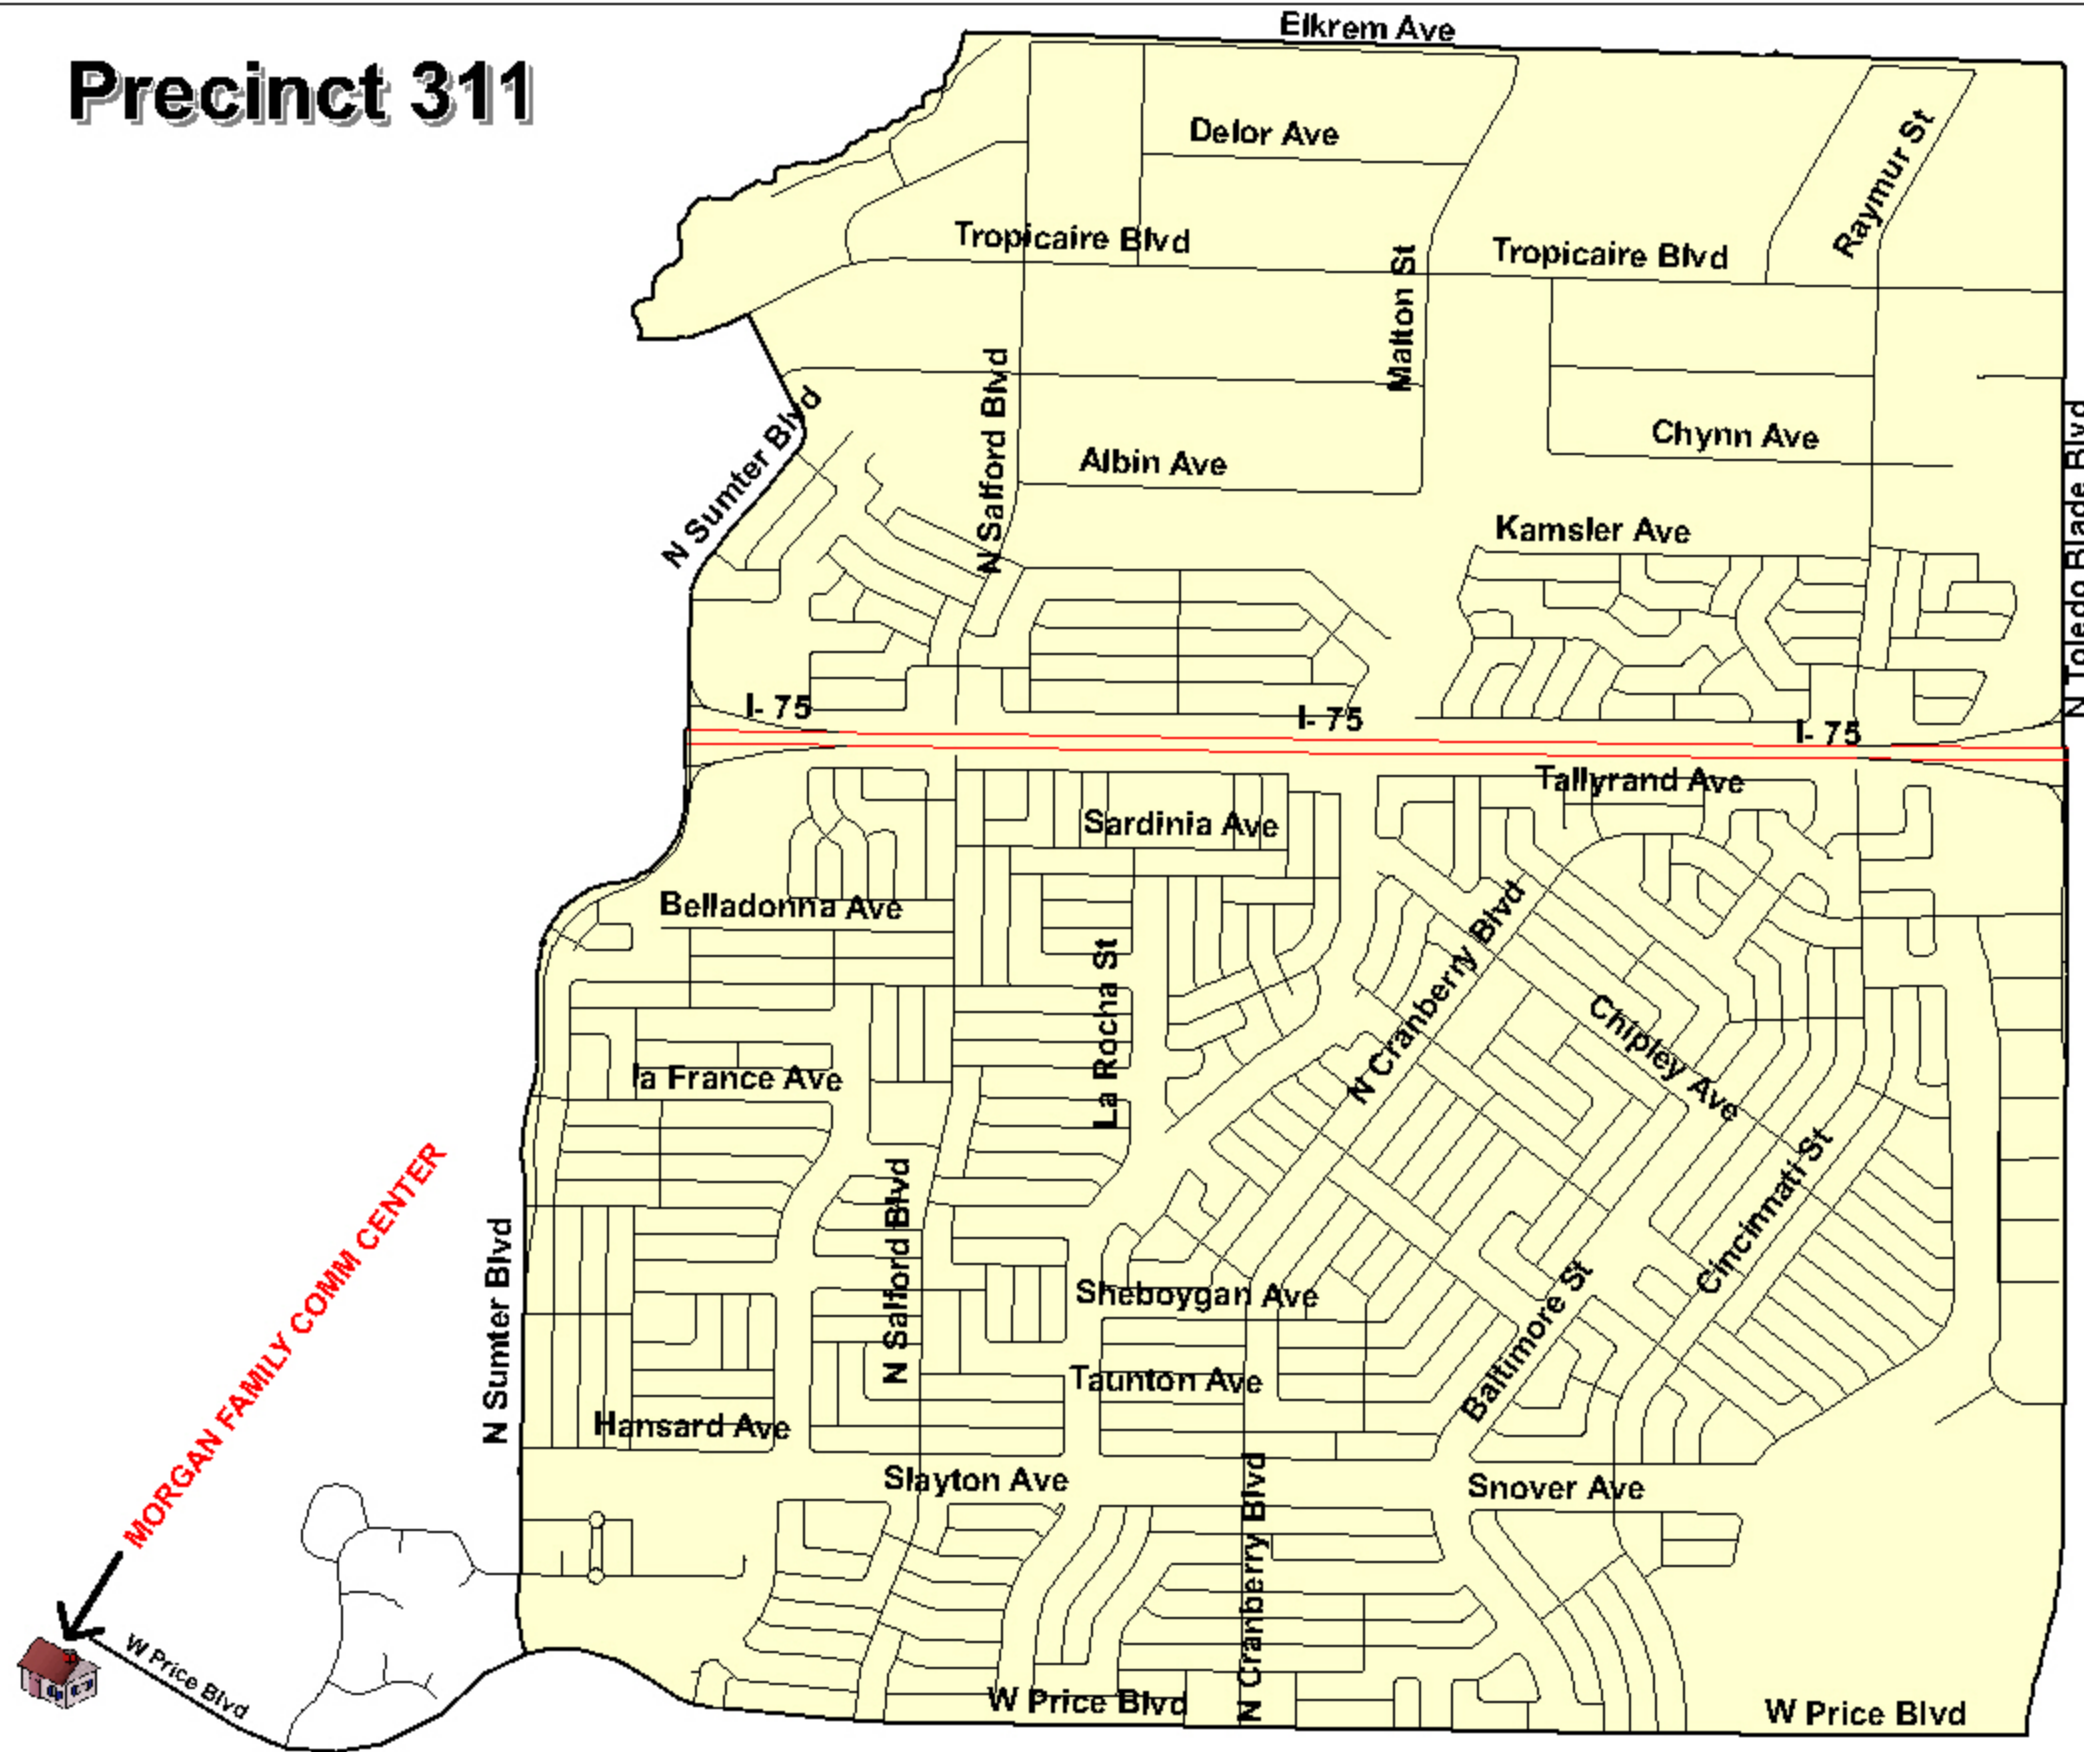 Elkrem Ave
Precinct 311
Delor Ave
Raymur St
Tropicaire Blvd
Tropicaire Blvd
Malton St
N Salford Blvd
N Sumter Blvd
Albin Ave
Chynn Ave
N Toledo Blade Blvd
Kamsler Ave
I- 75
I- 75
I- 75
Tallyrand Ave
Sardinia Ave
Belladonna Ave
N Cranberry Blvd
La Rocha St
Chipley Ave
la France Ave
Cincinnati St
MORGAN FAMILY COMM CENTER
N Salford Blvd
N Sumter Blvd
Sheboygan Ave
Baltimore St
Taunton Ave
Hansard Ave
Slayton Ave
Snover Ave
N Cranberry Blvd
W Price Blvd
W Price Blvd
W Price Blvd